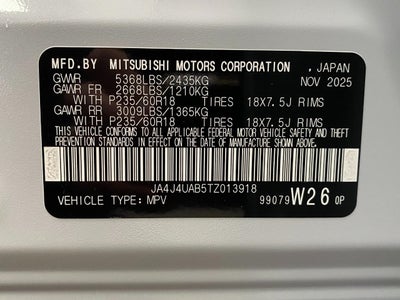 MFD.BY MITSUBISHI MOTORS CORPORATION , JAPAN
GVWR 5368LBS/2435KG NOV 2025
GAWR FR 2668LBS/1210KG
WITH P235/60R18 TIRES 18X7.5J RIMS
GAWR RR 3009LBS/1365KG
WITH P235/60R18 TIRES 18X7.5J RIMS
THIS VEHICLE CONFORMS TO ALL APPLICABLE FEDERAL MOTOR VEHICLE SAFETY AND THEFT
PREVENTION STANDARDS IN EFFECT ON THE DATE OF MANUFACTURE SHOWN ABOVE.
JA4J4UAB5TZ013918
VEHICLE TYPE: MPV 99079 W26 0P